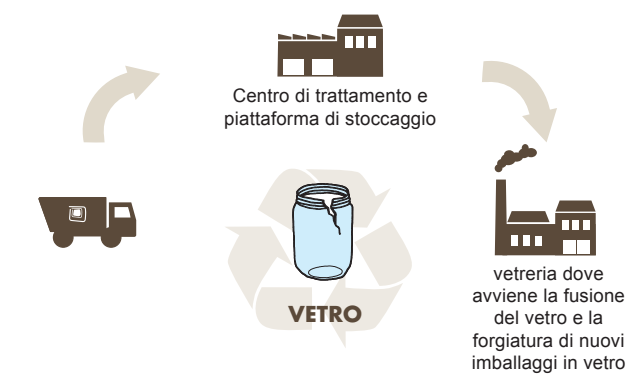 Centro di trattamento e
piattaforma di stoccaggio
VETRO
vetreria dove
avviene la fusione
del vetro e la
forgiatura di nuovi
imballaggi in vetro